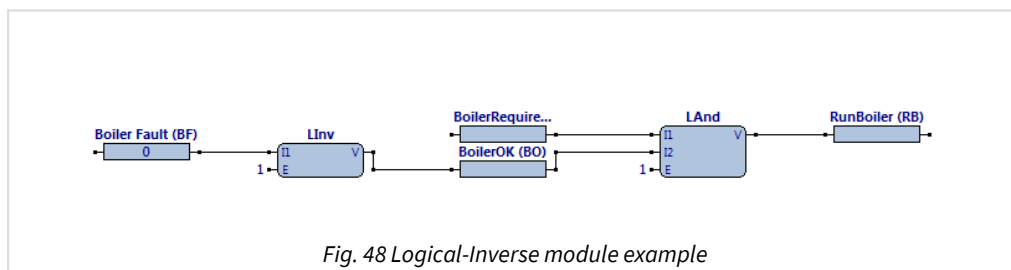 BoilerRequire... LAnd RunBoiler (RB)
Boiler Fault (BF) LInv
I1 V
0 BoilerOK (BO)
I1 V I2
1 E 1 E
Fig. 48 Logical-Inverse module example